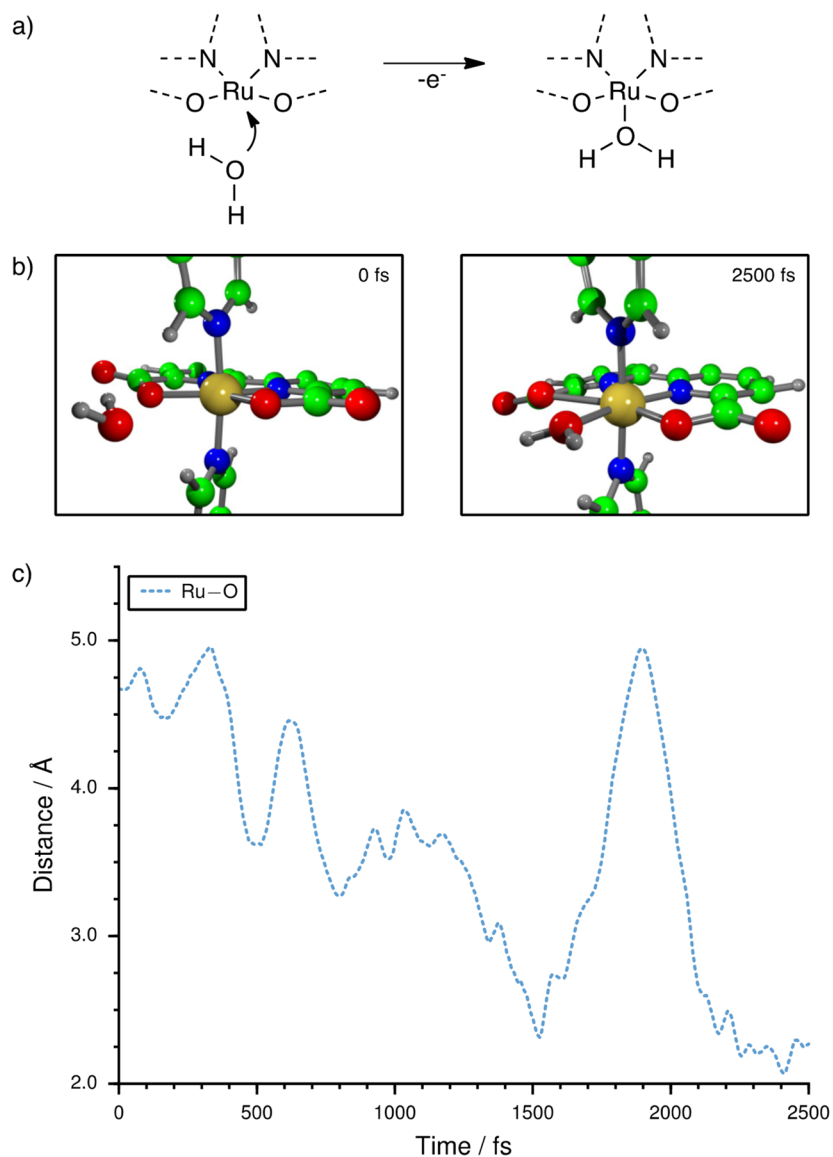 a)
N N
Ru
O O
H
O
H
-e⁻
N N
Ru
O O
O
H H
b)
0 fs
2500 fs
c)
Ru–O
5.0
4.0
3.0
2.0
Distance / Å
0 500 1000 1500 2000 2500
Time / fs